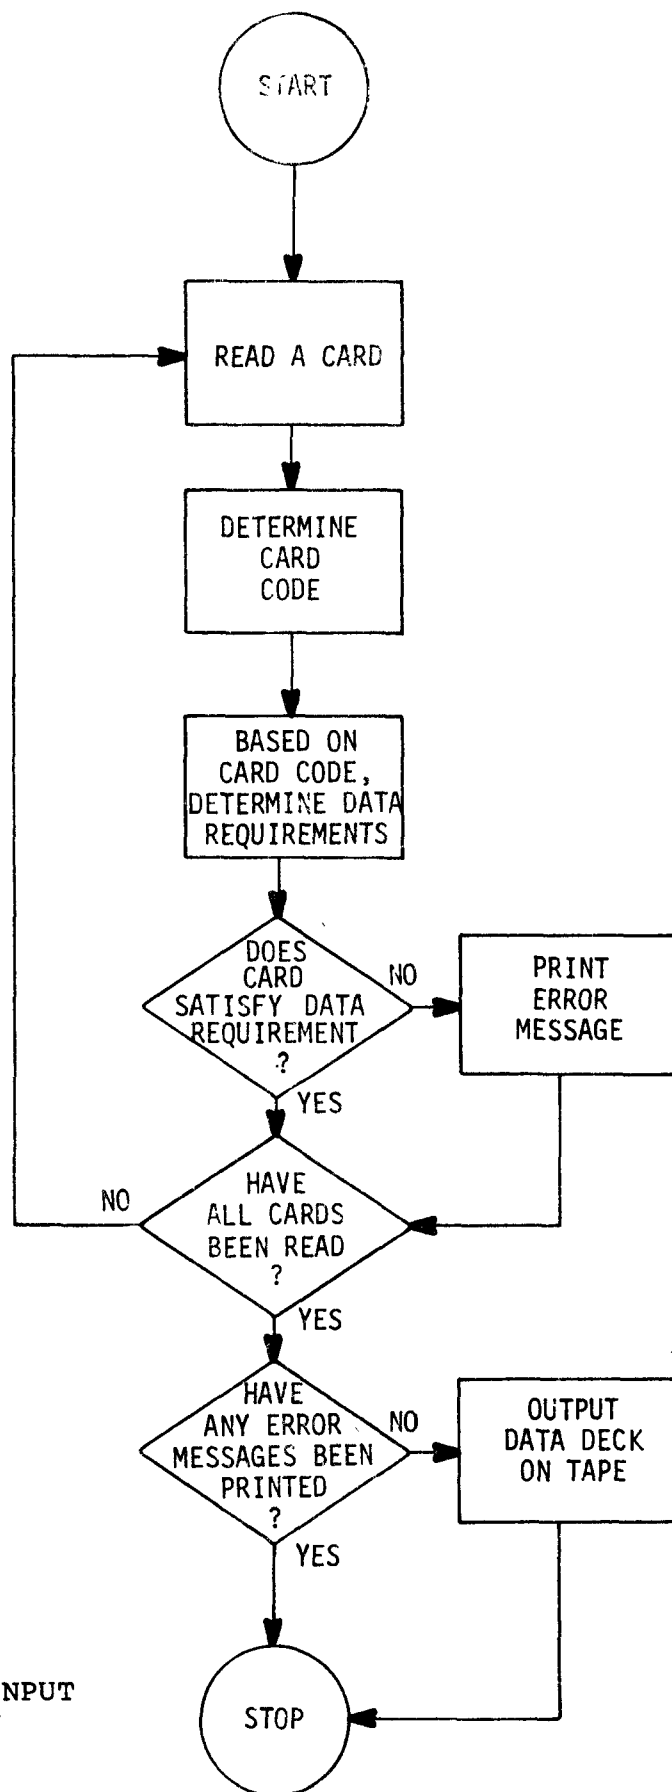 START
READ A CARD
DETERMINE
CARD
CODE
BASED ON
CARD CODE,
DETERMINE DATA
REQUIREMENTS
DOES
CARD
SATISFY DATA
REQUIREMENT
?
NO
PRINT
ERROR
MESSAGE
YES
HAVE
ALL CARDS
BEEN READ
?
NO
YES
HAVE
ANY ERROR
MESSAGES BEEN
PRINTED
?
NO
OUTPUT
DATA DECK
ON TAPE
YES
STOP
NPUT